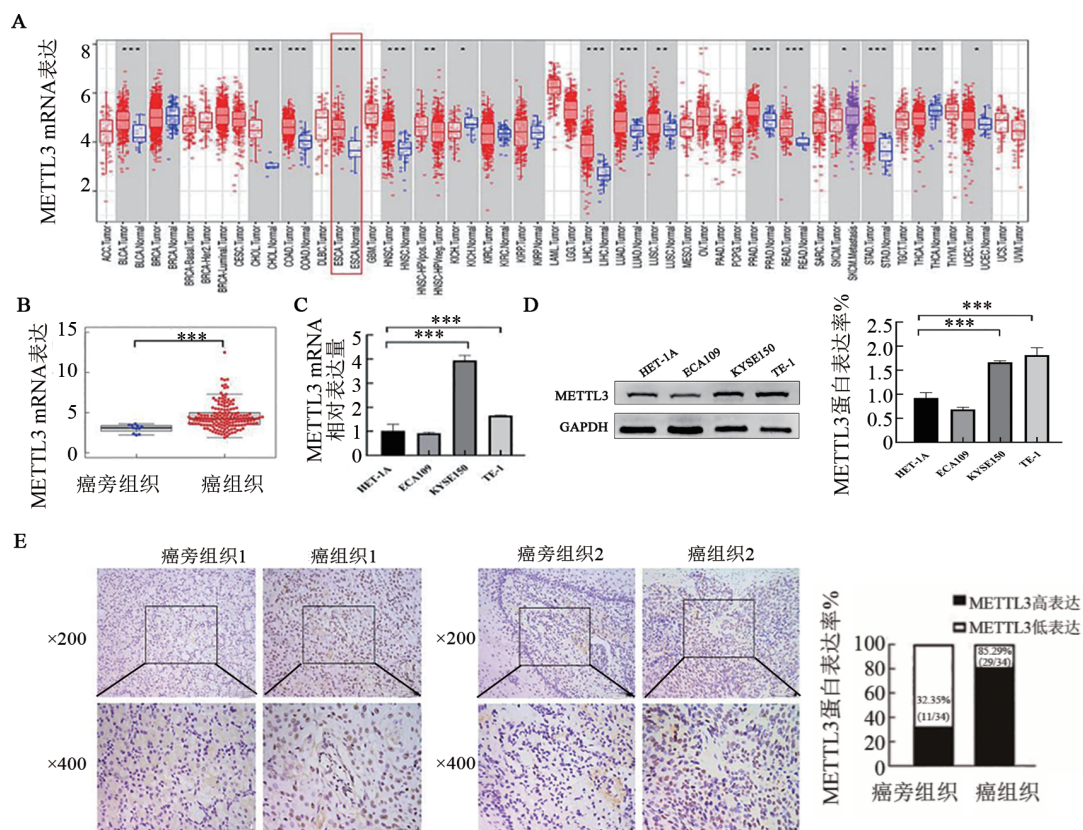 A
METTL3 mRNA表达
8
6
4
2
*** *** *** *** *** ** * *** *** ** *** *** * *** *** *
ACC.Tumor
BLCA.Tumor
BLCA.Normal
BRCA.Tumor
BRCA.Normal
BRCA-Basal.Tumor
BRCA-Her2.Tumor
BRCA-Luminal.Tumor
CESC.Tumor
CHOL.Tumor
CHOL.Normal
COAD.Tumor
COAD.Normal
DLBC.Tumor
ESCA.Tumor
ESCA.Normal
GBM.Tumor
HNSC.Tumor
HNSC.Normal
HNSC-HPVpos.Tumor
HNSC-HPVneg.Tumor
KICH.Tumor
KICH.Normal
KIRC.Tumor
KIRC.Normal
KIRP.Tumor
KIRP.Normal
LAML.Tumor
LGG.Tumor
LIHC.Tumor
LIHC.Normal
LUAD.Tumor
LUAD.Normal
LUSC.Tumor
LUSC.Normal
MESO.Tumor
OV.Tumor
PAAD.Tumor
PCPG.Tumor
PRAD.Tumor
PRAD.Normal
READ.Tumor
READ.Normal
SARC.Tumor
SKCM.Tumor
SKCM.Metastasis
STAD.Tumor
STAD.Normal
TGCT.Tumor
THCA.Tumor
THCA.Normal
THYM.Tumor
UCEC.Tumor
UCEC.Normal
UCS.Tumor
UVM.Tumor
B
METTL3 mRNA表达
15
10
5
0
***
癌旁组织 癌组织
C
METTL3 mRNA
相对表达量
5
4
3
2
1
0
***
***
HET-1A ECA109 KYSE150 TE-1
D
HET-1A ECA109 KYSE150 TE-1
METTL3
GAPDH
METTL3蛋白表达率%
2.5
2.0
1.5
1.0
0.5
0.0
***
***
HET-1A ECA109 KYSE150 TE-1
E
癌旁组织1 癌组织1 癌旁组织2 癌组织2
×200 ×200
×400 ×400
METTL3蛋白表达率%
METTL3高表达
METTL3低表达
100
80
60
40
20
0
32.35%
(11/34)
85.29%
(29/34)
癌旁组织 癌组织